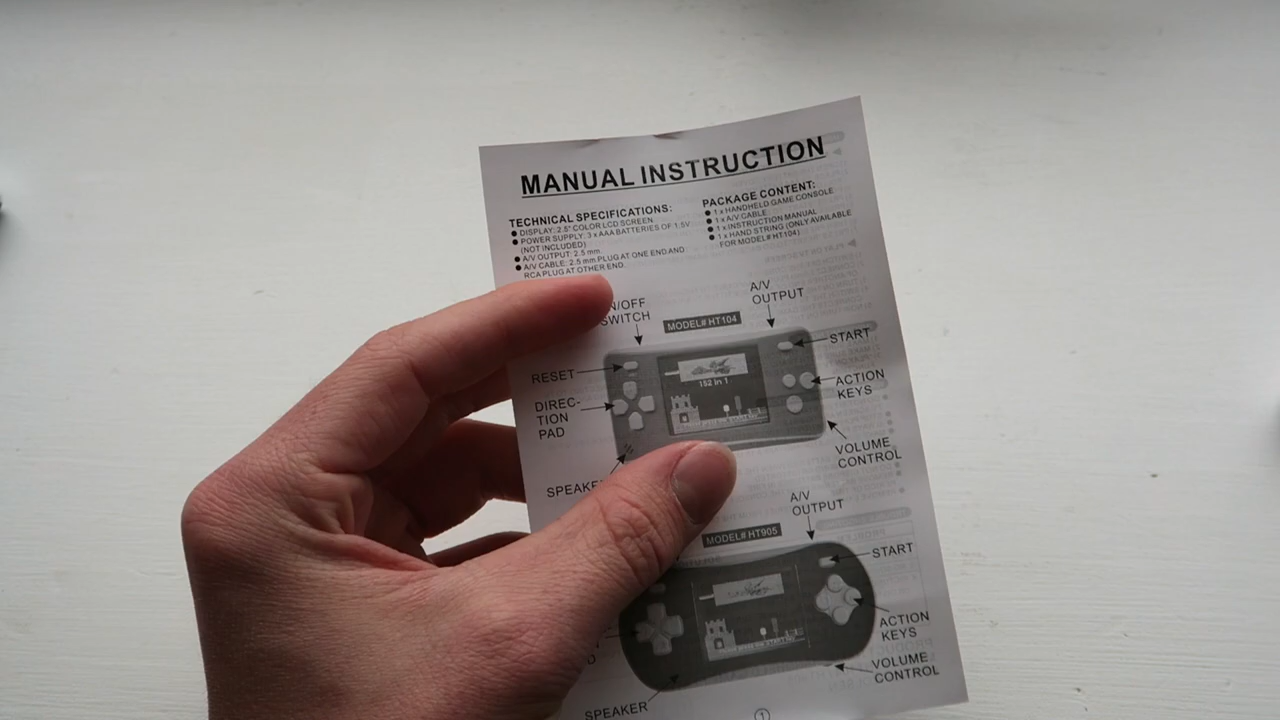 MANUAL INSTRUCTION
TECHNICAL SPECIFICATIONS:
● DISPLAY: 2.5" COLOR LCD SCREEN
● POWER SUPPLY: 3 x AAA BATTERIES OF 1.5V
(NOT INCLUDED)
● A/V OUTPUT: 2.5 mm
● A/V CABLE: 2.5 mm PLUG AT ONE END AND
RCA PLUG AT OTHER END.
PACKAGE CONTENT:
● 1 x HANDHELD GAME CONSOLE
● 1 x A/V CABLE
● 1 x INSTRUCTION MANUAL
● 1 x HAND STRING (ONLY AVAILABLE
FOR MODEL# HT104)
N/OFF
SWITCH
A/V
OUTPUT
MODEL# HT104
START
RESET
152 in 1
ACTION
KEYS
DIREC-
TION
PAD
VOLUME
CONTROL
SPEAKE
A/V
OUTPUT
MODEL# HT905
START
ACTION
KEYS
D
VOLUME
CONTROL
SPEAKER
1